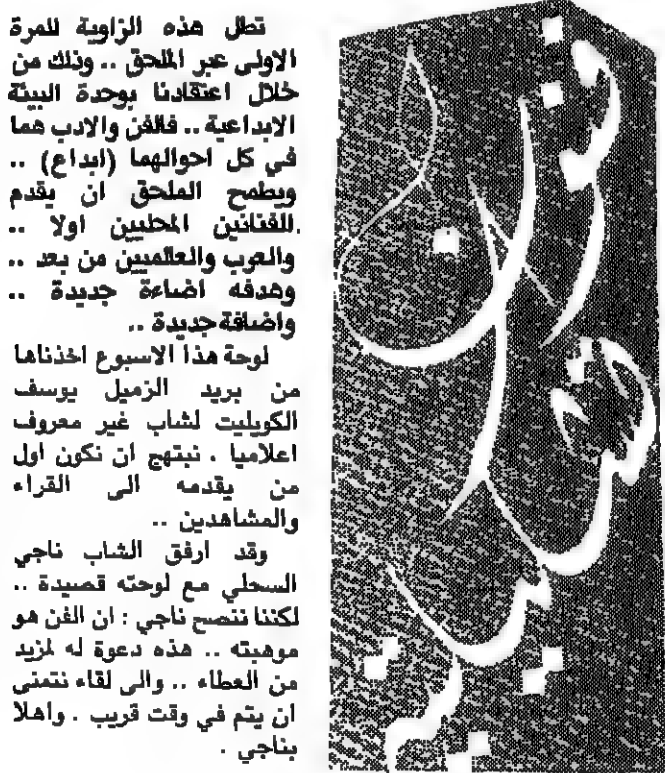 تطل هذه الزاوية للمرة
الاولى عبر الملحق .. وذلك من
خلال اعتقادنا بوحدة البيئة
الابداعية .. فالفن والادب هما
في كل احوالهما (ابداع) ..
ويطمح الملحق ان يقدم
للفنانين المحليين اولا ..
والعرب والعالميين من بعد ..
وهدفه اضاءة جديدة ..
واضافة جديدة ..
لوحة هذا الاسبوع اخذناها
من بريد الزميل يوسف
الكويليت لشاب غير معروف
اعلاميا . نبتهج ان نكون اول
من يقدمه الى القراء
والمشاهدين ..
وقد ارفق الشاب ناجي
السحلي مع لوحته قصيدة ..
لكننا ننصح ناجي : ان الفن هو
موهبته .. هذه دعوة له لمزيد
من العطاء .. والى لقاء نتمنى
ان يتم في وقت قريب . واهلا
بناجي .